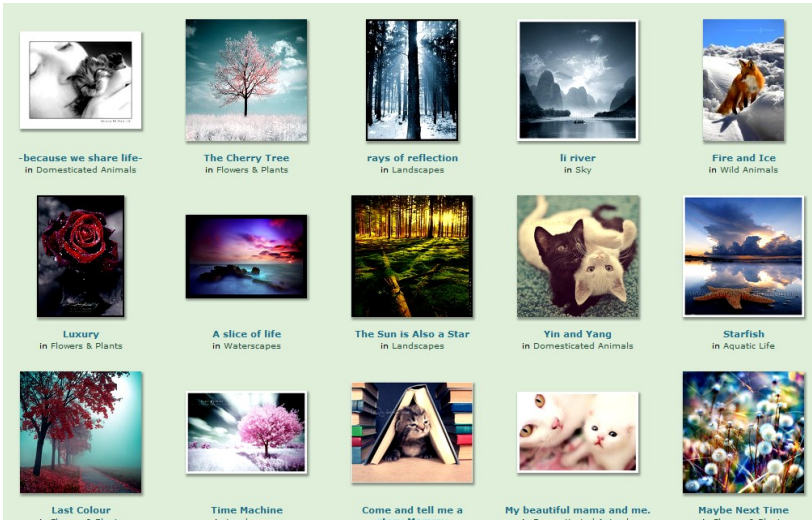 -because we share life-
in Domesticated Animals
The Cherry Tree
in Flowers & Plants
rays of reflection
in Landscapes
li river
in Sky
Fire and Ice
in Wild Animals
Luxury
in Flowers & Plants
A slice of life
in Waterscapes
The Sun is Also a Star
in Landscapes
Yin and Yang
in Domesticated Animals
Starfish
in Aquatic Life
Last Colour
Time Machine
Come and tell me a
My beautiful mama and me.
Maybe Next Time